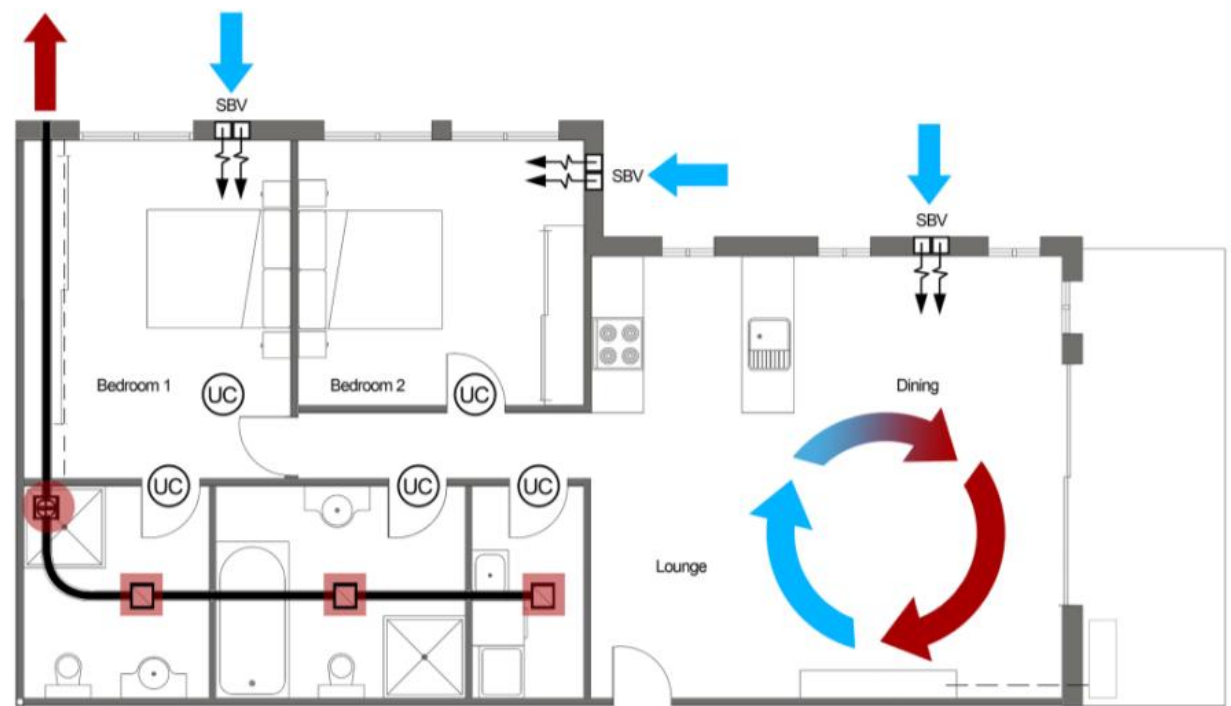 SBV
SBV
SBV
Bedroom 1
UC
Bedroom 2
UC
Dining
UC
UC
UC
Lounge